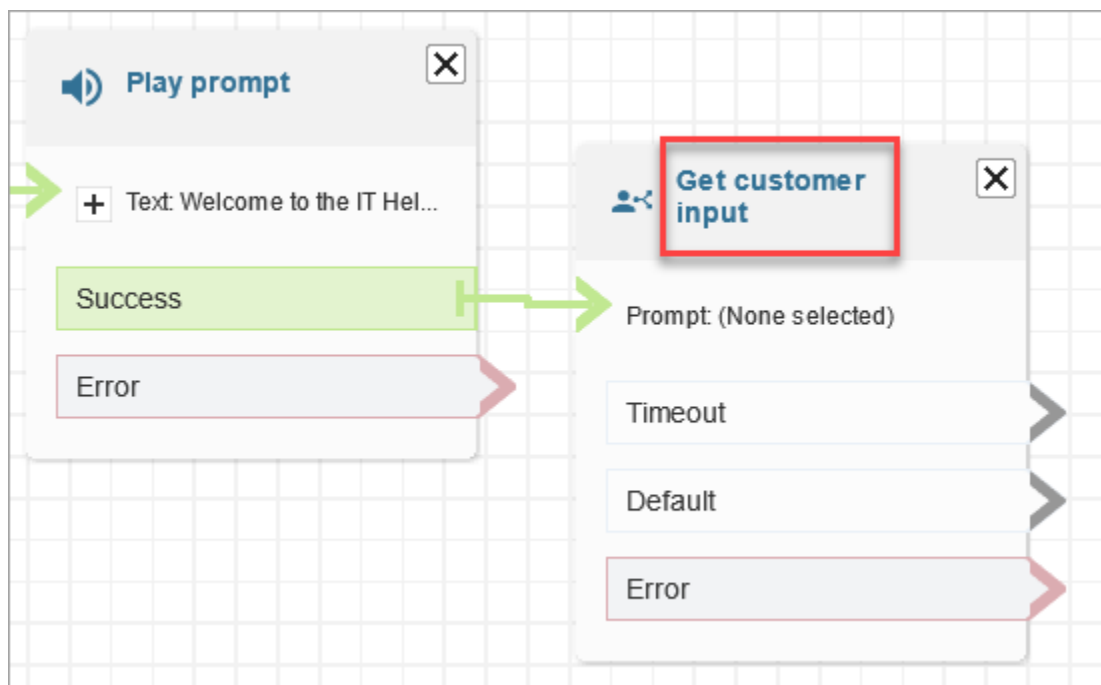 Play prompt
Text: Welcome to the IT Hel...
Success
Error
Get customer
input
Prompt: (None selected)
Timeout
Default
Error